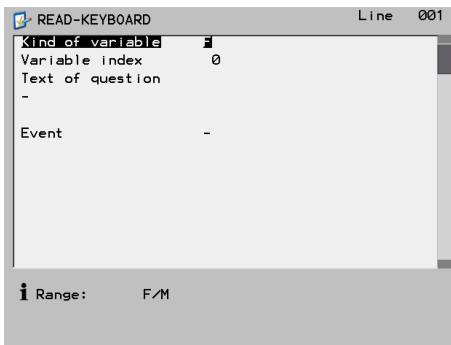 READ-KEYBOARD Line 001
Kind of variable F
Variable index 0
Text of question
-
Event -
i Range: F/M